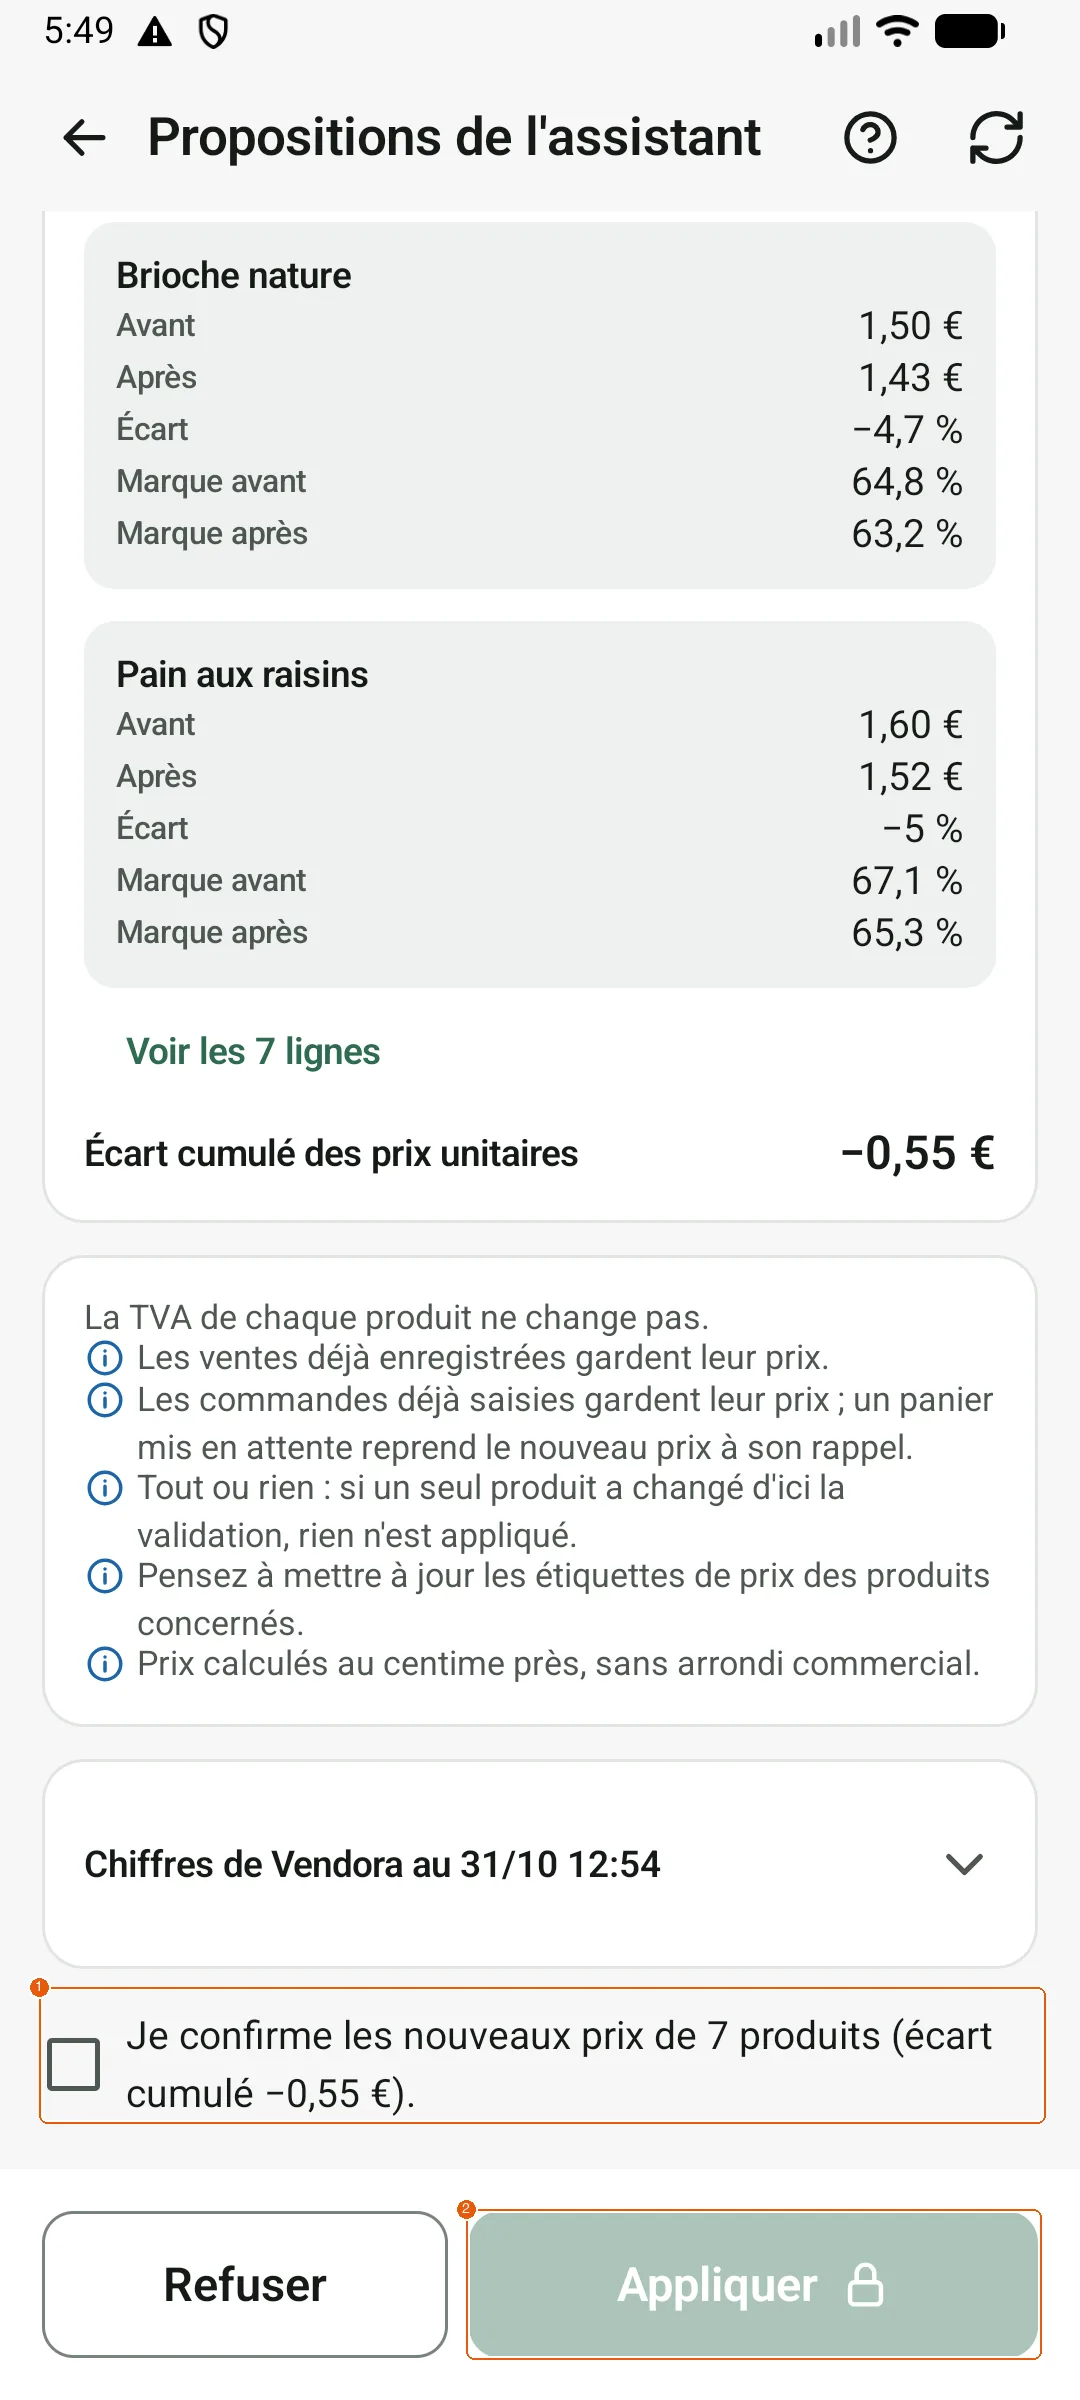 5:49
Propositions de l'assistant
Brioche nature
Avant 1,50 €
Après 1,43 €
Écart −4,7 %
Marque avant 64,8 %
Marque après 63,2 %
Pain aux raisins
Avant 1,60 €
Après 1,52 €
Écart −5 %
Marque avant 67,1 %
Marque après 65,3 %
Voir les 7 lignes
Écart cumulé des prix unitaires −0,55 €
La TVA de chaque produit ne change pas.
Les ventes déjà enregistrées gardent leur prix.
Les commandes déjà saisies gardent leur prix ; un panier
mis en attente reprend le nouveau prix à son rappel.
Tout ou rien : si un seul produit a changé d'ici la
validation, rien n'est appliqué.
Pensez à mettre à jour les étiquettes de prix des produits
concernés.
Prix calculés au centime près, sans arrondi commercial.
Chiffres de Vendora au 31/10 12:54
1
Je confirme les nouveaux prix de 7 produits (écart
cumulé −0,55 €).
2
Refuser Appliquer